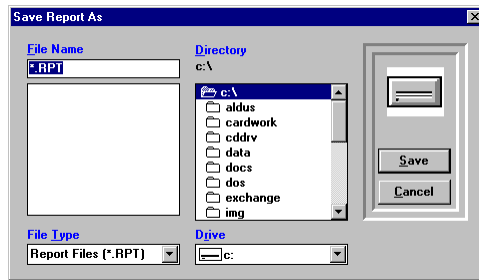 Save Report As
File Name
*.RPT
Directory
c:\
c:\
aldus
cardwork
cddrv
data
docs
dos
exchange
img
Save
Cancel
File Type
Report Files (*.RPT)
Drive
c: